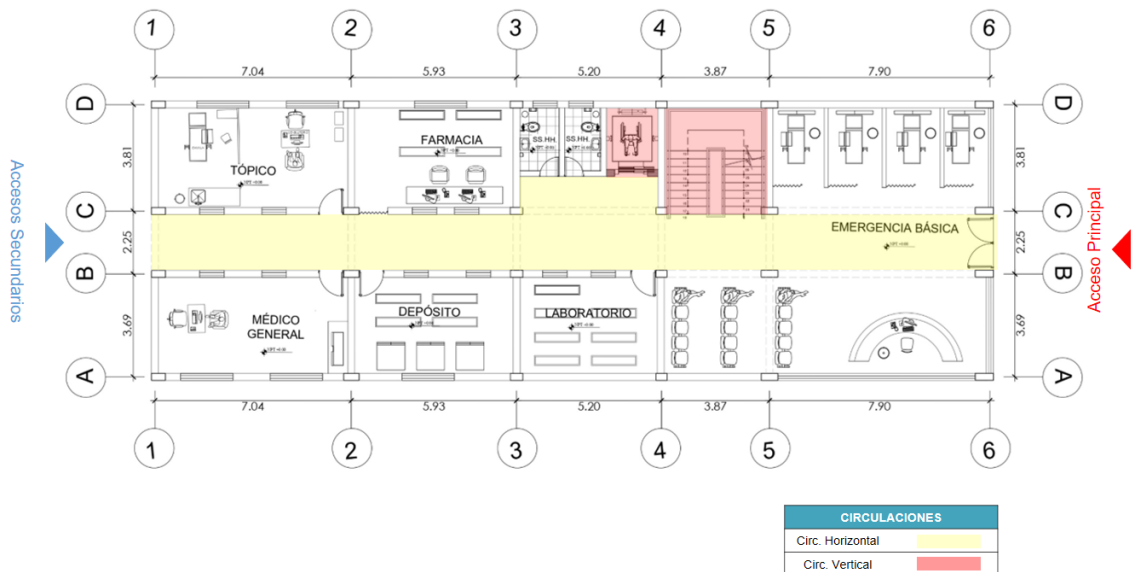 1 2 3 4 5 6
7.04 5.93 5.20 3.87 7.90
D D
3.81 3.81
TÓPICO
FARMACIA
SS.HH. SS.HH.
C C
2.25 2.25
EMERGENCIA BÁSICA
B B
3.69 3.69
MÉDICO
GENERAL
DEPÓSITO
LABORATORIO
A A
7.04 5.93 5.20 3.87 7.90
1 2 3 4 5 6
Accesos Secundarios
Acceso Principal
CIRCULACIONES
Circ. Horizontal
Circ. Vertical